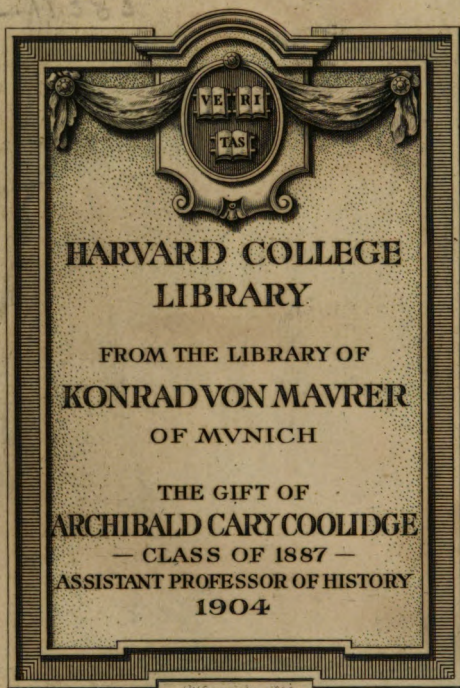 VE RI
TAS
HARVARD COLLEGE
LIBRARY
FROM THE LIBRARY OF
KONRAD VON MAVRER
OF MVNICH
THE GIFT OF
ARCHIBALD CARY COOLIDGE
— CLASS OF 1887 —
ASSISTANT PROFESSOR OF HISTORY
1904